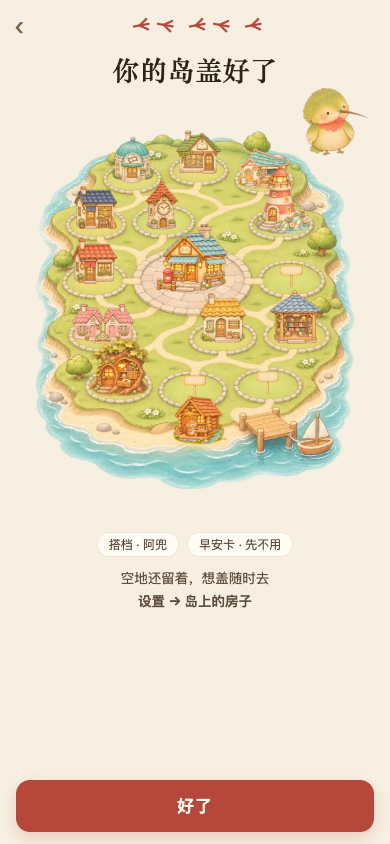 你的岛盖好了
搭档 · 阿兜
早安卡 · 先不用
空地还留着，想盖随时去
设置 → 岛上的房子
好了